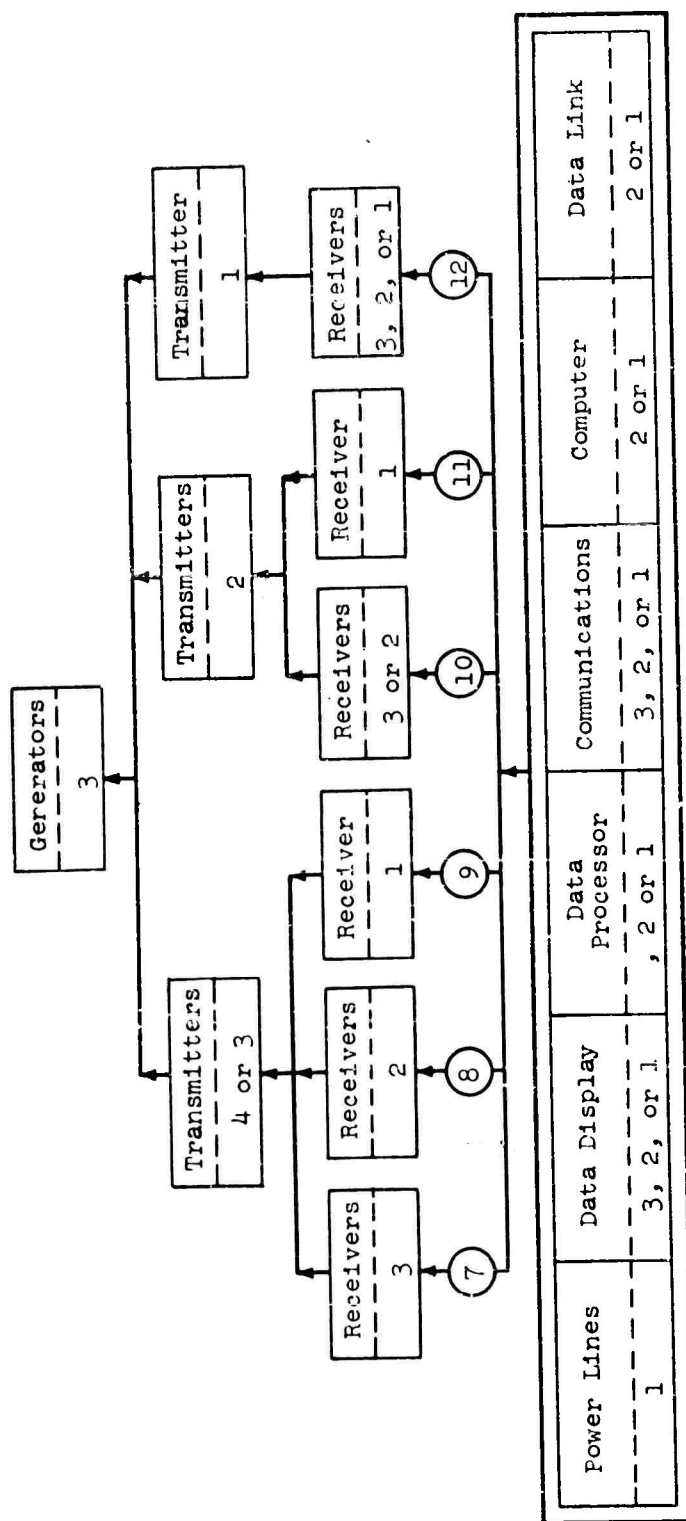 Gererators
3
Transmitters
4 or 3
Transmitters
2
Transmitter
1
Receivers
3
Receivers
2
Receiver
1
Receivers
3 or 2
Receiver
1
Receivers
3, 2, or 1
7
8
9
10
11
12
Power Lines
1
Data Display
3, 2, or 1
Data
Processor
, 2 or 1
Communications
3, 2, or 1
Computer
2 or 1
Data Link
2 or 1